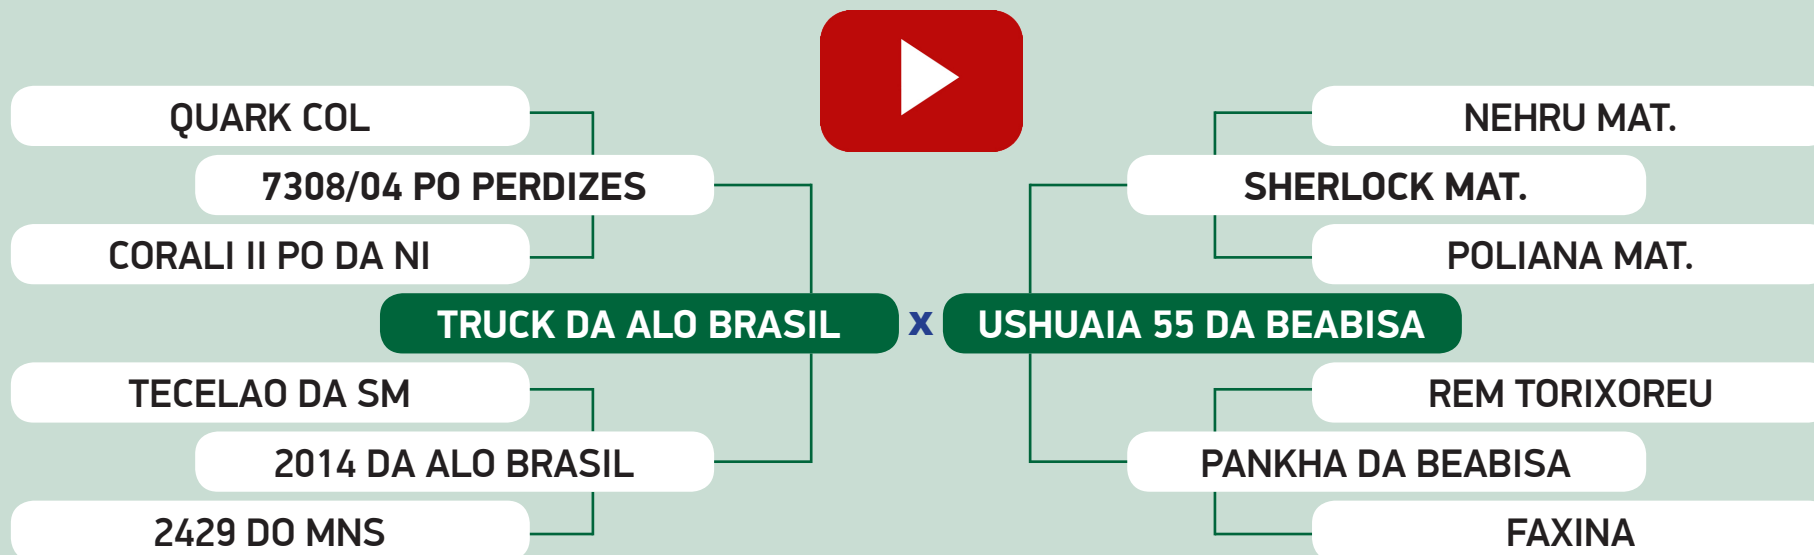 QUARK COL
NEHRU MAT.
7308/04 PO PERDIZES
SHERLOCK MAT.
CORALI II PO DA NI
POLIANA MAT.
TRUCK DA ALO BRASIL x USHUAIA 55 DA BEABISA
TECELAO DA SM
REM TORIXOREU
2014 DA ALO BRASIL
PANKHA DA BEABISA
2429 DO MNS
FAXINA